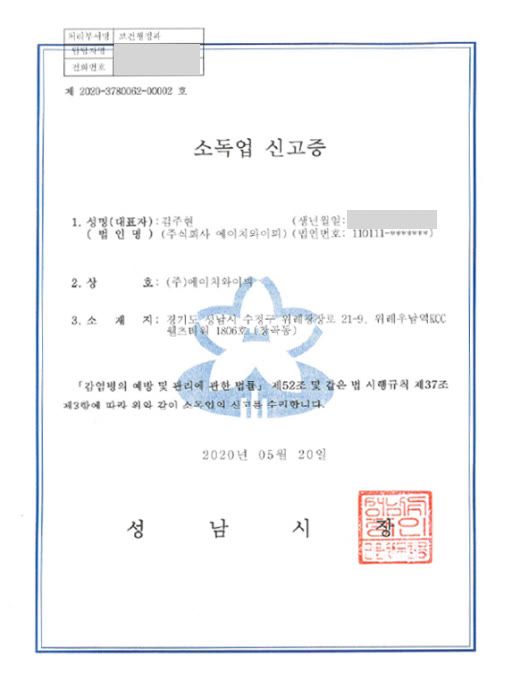 처리부서명 보건행정과
담당자명
전화번호
제 2020-3780062-00002 호
소독업 신고증
1. 성명(대표자): 김주현 (생년월일:
( 법 인 명 ) (주식회사 에이치와이피) (법인번호: 110111-*******)
2. 상 호: (주)에이치와이피
3. 소 재 지: 경기도 성남시 수정구 위례광장로 21-9, 위레우남역KCC
웰츠타워 1806호 (창곡동)
「감염병의 예방 및 관리에 관한 법률」 제52조 및 같은 법 시행규칙 제37조
제3항에 따라 위와 같이 소독업의 신고를 수리합니다.
2020년 05월 20일
성 남 시 장